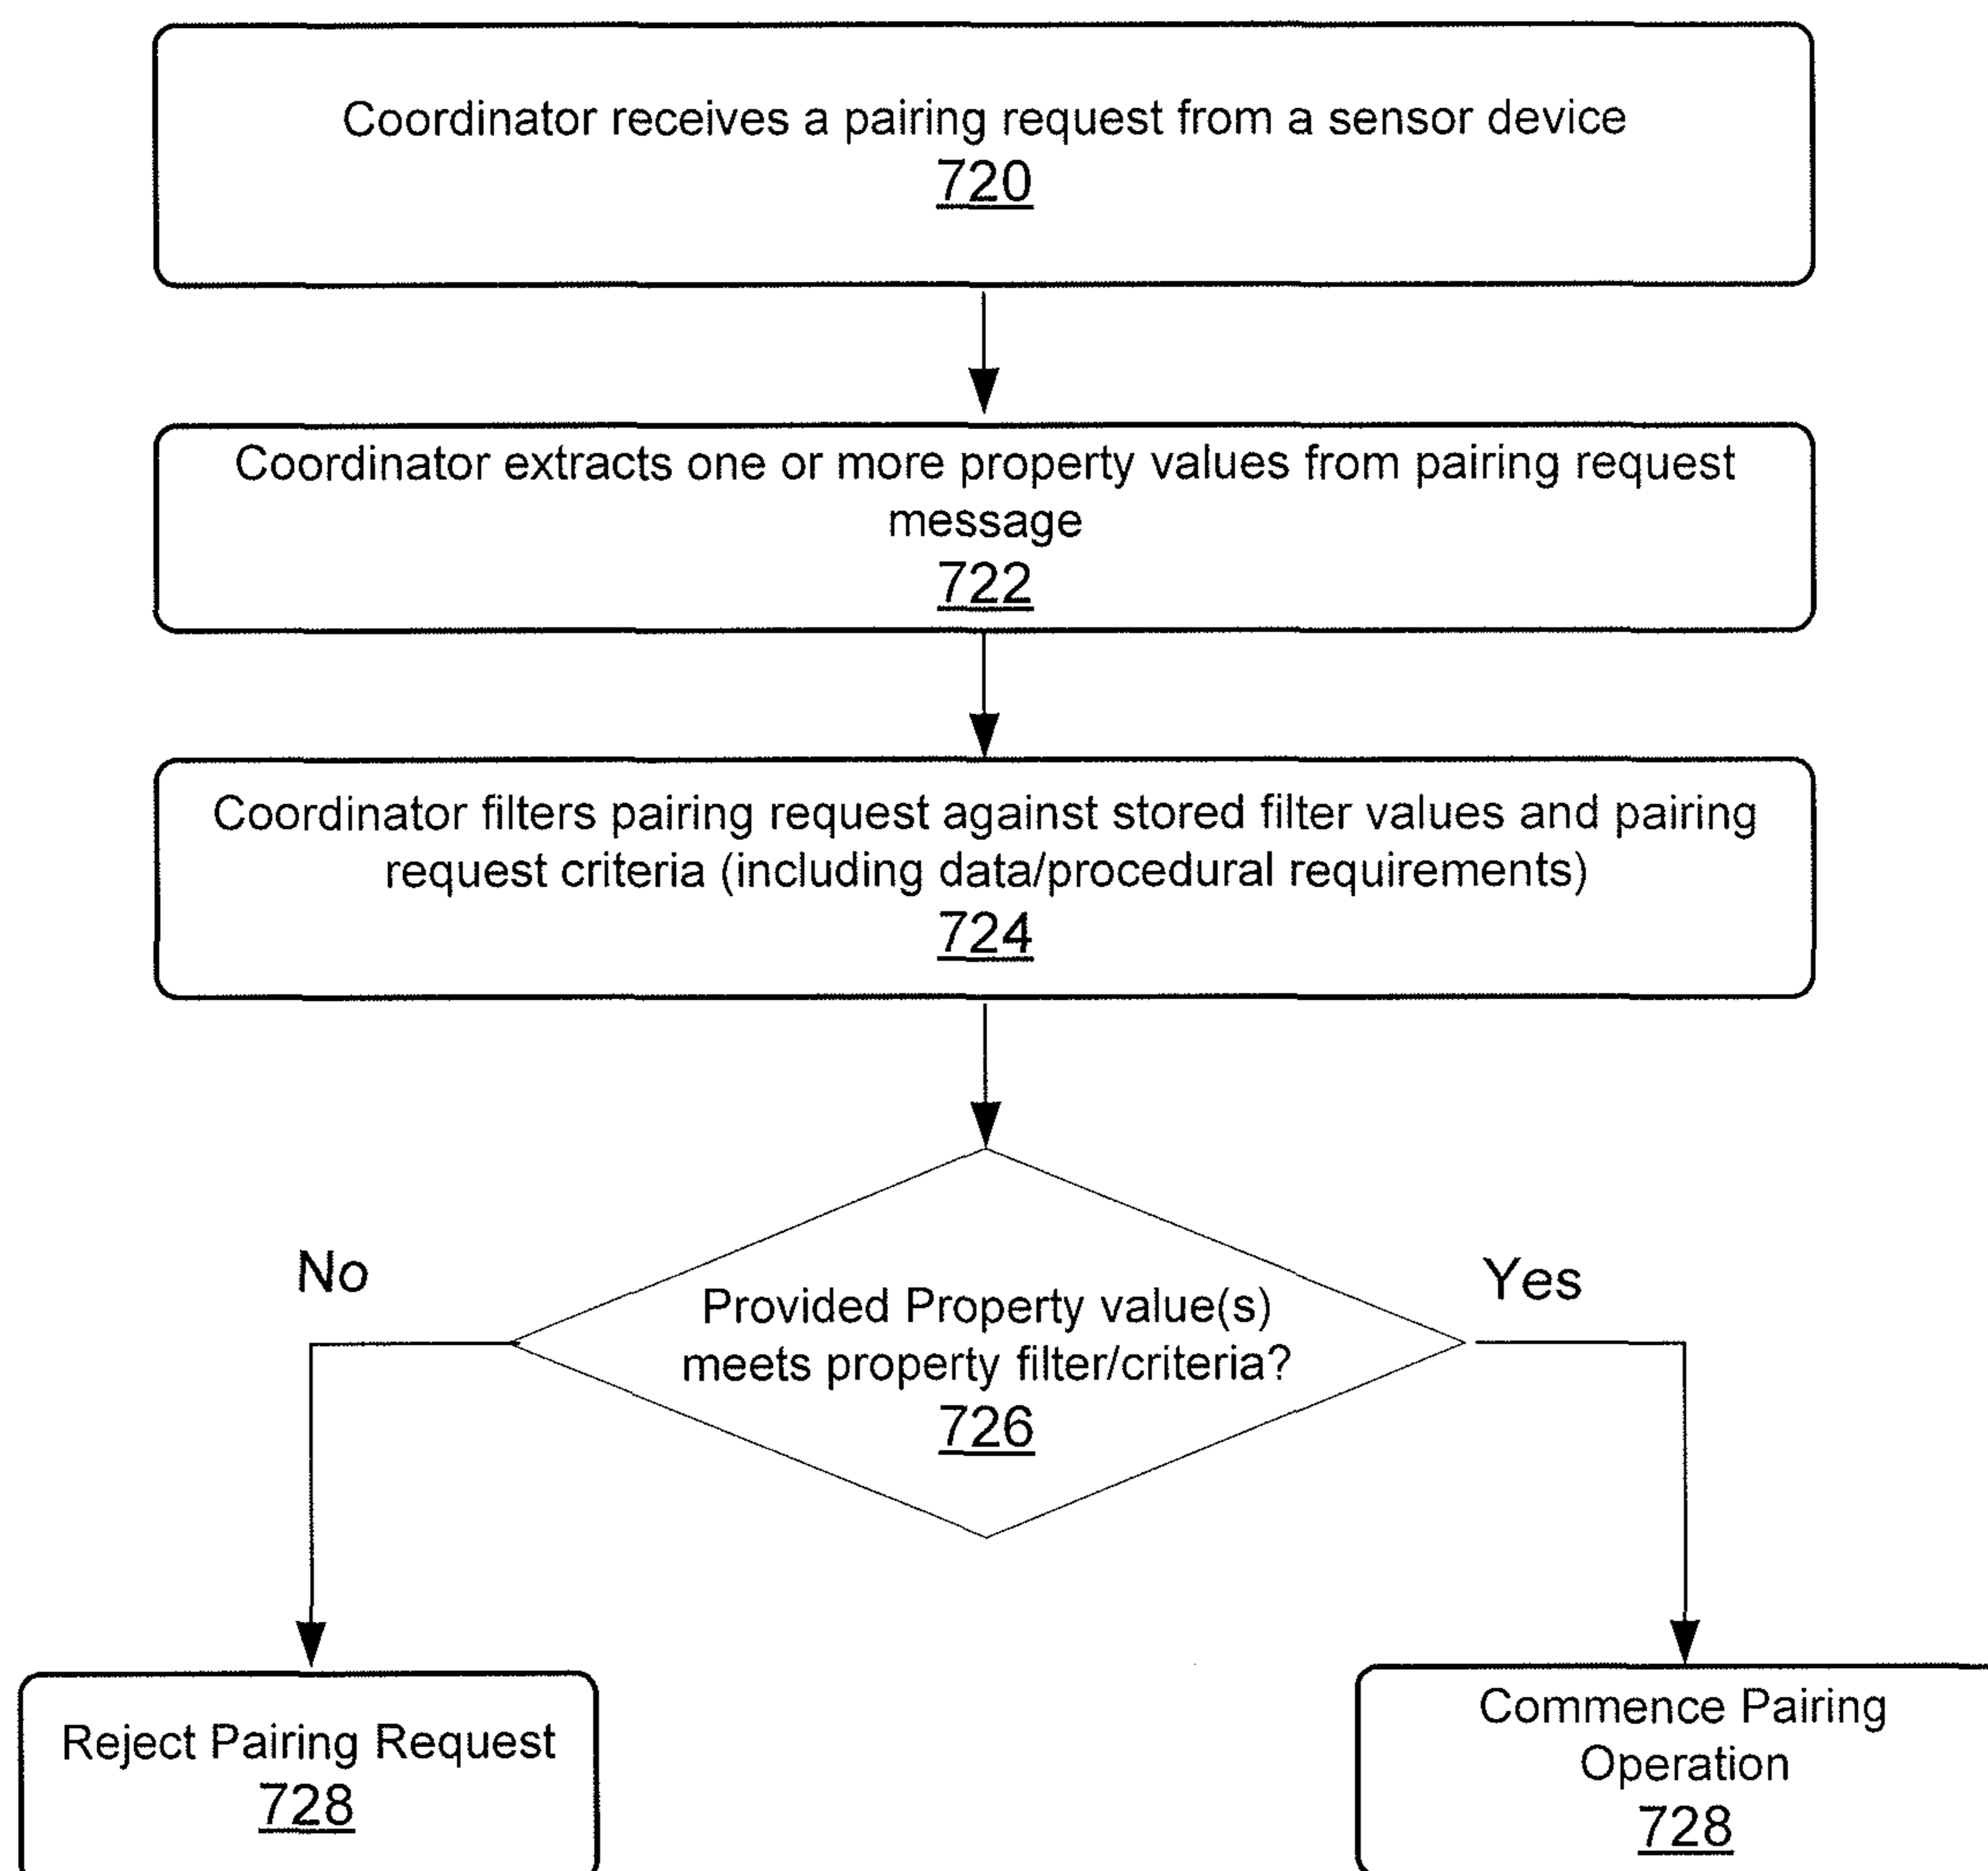 Coordinator receives a pairing request from a sensor device
720
Coordinator extracts one or more property values from pairing request
message
722
Coordinator filters pairing request against stored filter values and pairing
request criteria (including data/procedural requirements)
724
No
Yes
Provided Property value(s)
meets property filter/criteria?
726
Reject Pairing Request
728
Commence Pairing
Operation
728